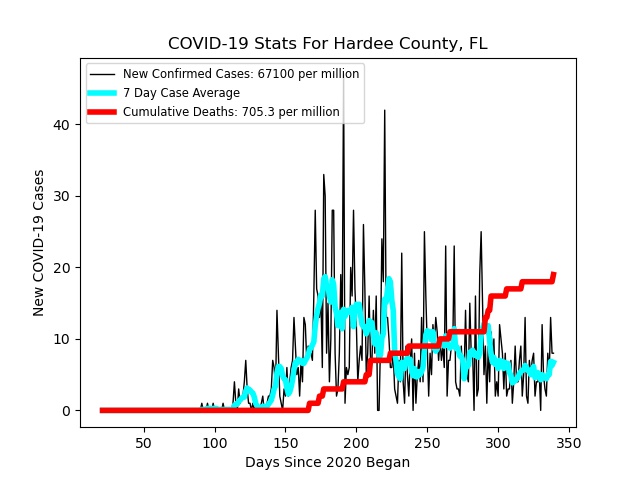 COVID-19 Stats For Hardee County, FL
New Confirmed Cases: 67100 per million
7 Day Case Average
Cumulative Deaths: 705.3 per million
New COVID-19 Cases
40
30
20
10
0
50 100 150 200 250 300 350
Days Since 2020 Began